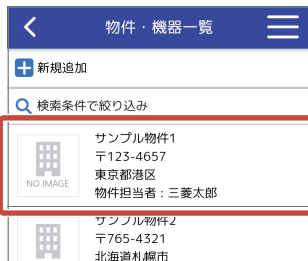 物件・機器一覧
新規追加
検索条件で絞り込み
NO IMAGE
サンプル物件1
〒123-4657
東京都港区
物件担当者：三菱太郎
サンプル物件2
〒765-4321
北海道札幌市